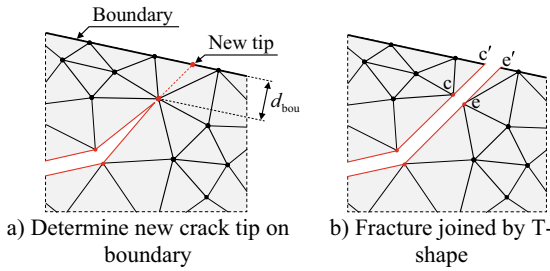 Boundary
New tip
d_bou
c′
e′
c
e
a) Determine new crack tip on
boundary
b) Fracture joined by T-
shape